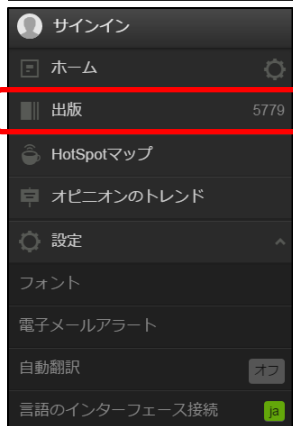 サインイン
ホーム
出版 5779
HotSpotマップ
オピニオンのトレンド
設定
フォント
電子メールアラート
自動翻訳 オフ
言語のインターフェース接続 ja